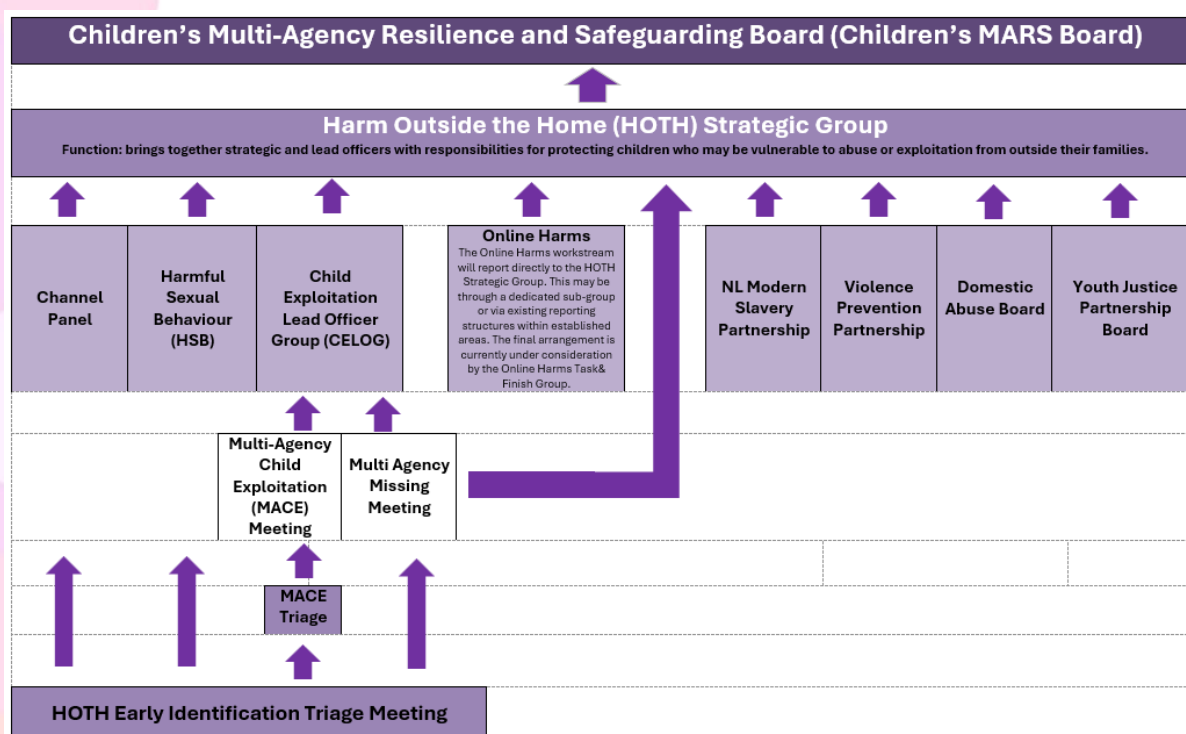 Children's Multi-Agency Resilience and Safeguarding Board (Children's MARS Board)
Harm Outside the Home (HOTH) Strategic Group
Function: brings together strategic and lead officers with responsibilities for protecting children who may be vulnerable to abuse or exploitation from outside their families.
Channel
Panel
Harmful
Sexual
Behaviour
(HSB)
Child
Exploitation
Lead Officer
Group (CELOG)
Online Harms
The Online Harms workstream
will report directly to the HOTH
Strategic Group. This may be
through a dedicated sub-group
or via existing reporting
structures within established
areas. The final arrangement is
currently under consideration
by the Online Harms Task&
Finish Group.
NL Modern
Slavery
Partnership
Violence
Prevention
Partnership
Domestic
Abuse Board
Youth Justice
Partnership
Board
Multi-Agency
Child
Exploitation
(MACE)
Meeting
Multi Agency
Missing
Meeting
MACE
Triage
HOTH Early Identification Triage Meeting